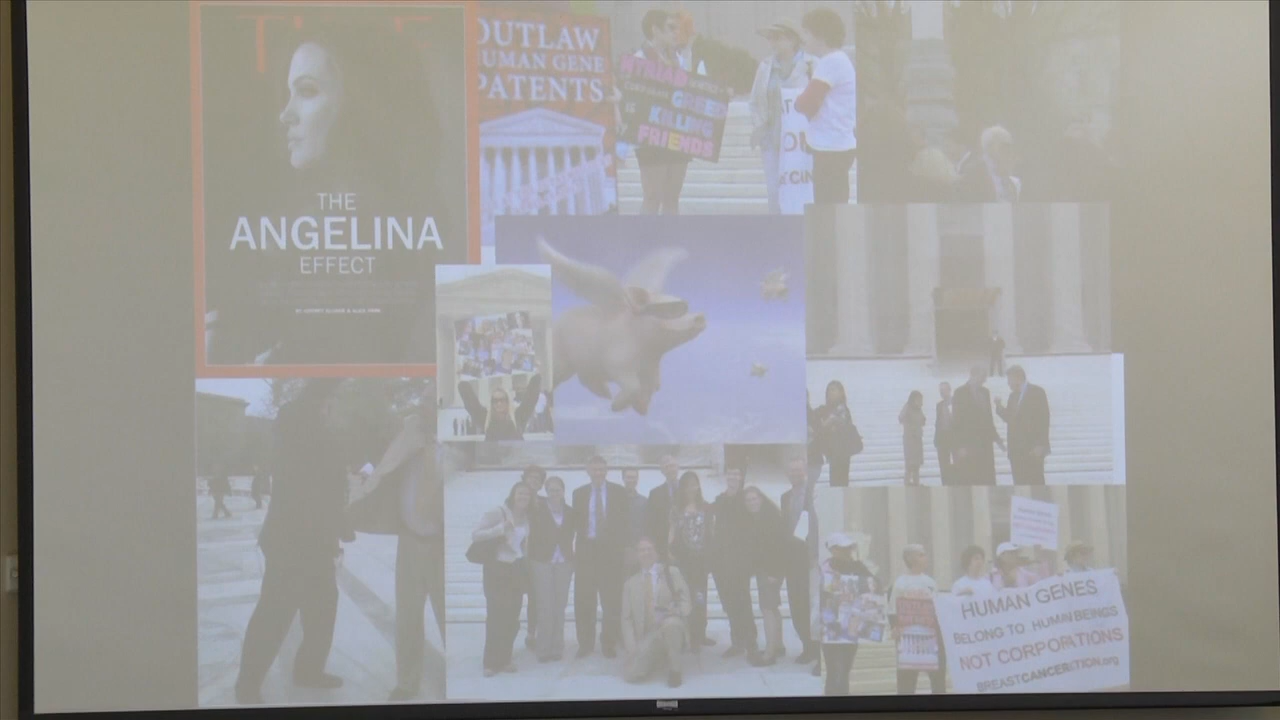 THE
ANGELINA
EFFECT
OUTLAW
HUMAN GENE
PATENTS
MYRIAD
GREED
KILLING
FRIENDS
HUMAN GENES
BELONG TO HUMAN BEINGS
NOT CORPORATIONS
BREASTCANCERACTION.org